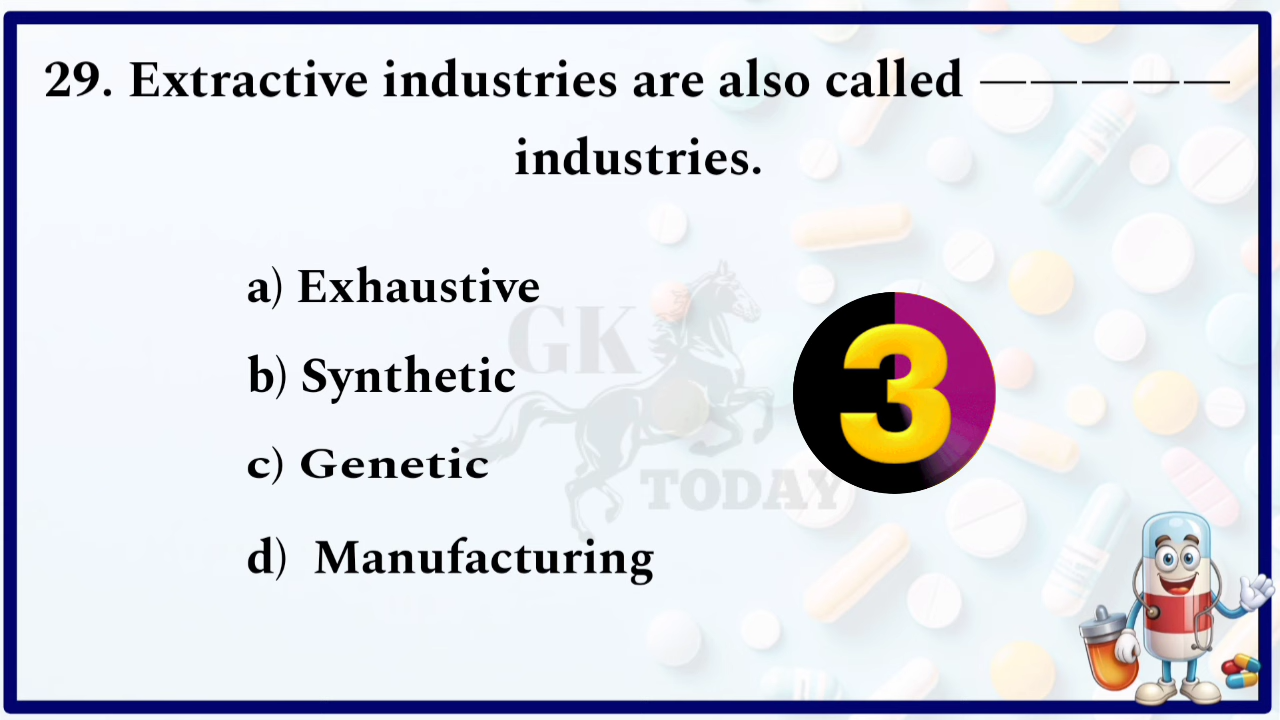 29. Extractive industries are also called —————
industries.
a) Exhaustive
b) Synthetic
c) Genetic
d) Manufacturing
GK
TODAY
3